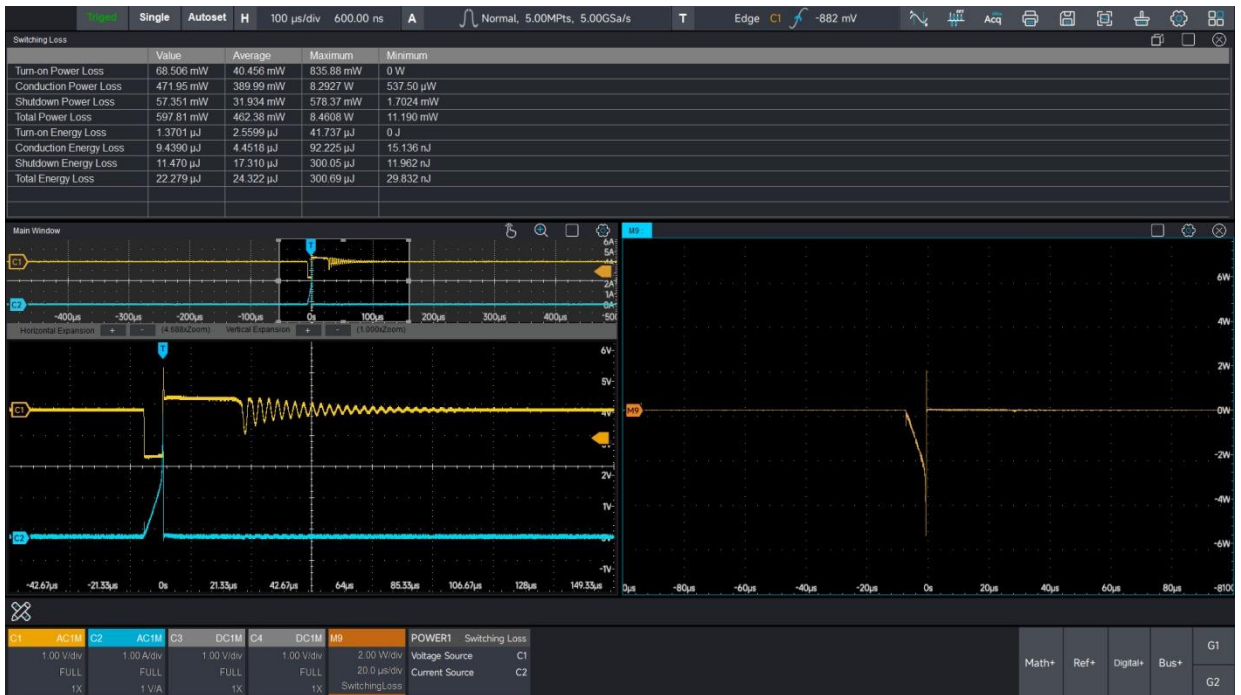 Triged Single Autoset H 100 μs/div 600.00 ns A Normal, 5.00MPts, 5.00GSa/s T Edge C1 -882 mV Acq
Switching Loss
Value Average Maximum Minimum
Turn-on Power Loss 68.506 mW 40.456 mW 835.88 mW 0 W
Conduction Power Loss 471.95 mW 389.99 mW 8.2927 W 537.50 μW
Shutdown Power Loss 57.351 mW 31.934 mW 578.37 mW 1.7024 mW
Total Power Loss 597.81 mW 462.38 mW 8.4608 W 11.190 mW
Turn-on Energy Loss 1.3701 μJ 2.5599 μJ 41.737 μJ 0 J
Conduction Energy Loss 9.4390 μJ 4.4518 μJ 92.225 μJ 15.136 nJ
Shutdown Energy Loss 11.470 μJ 17.310 μJ 300.05 μJ 11.962 nJ
Total Energy Loss 22.279 μJ 24.322 μJ 300.69 μJ 29.832 nJ
Main Window
T
6A
5A
C1
2A
1A
C2
0A
-400μs -300μs -200μs -100μs 0s 100μs 200μs 300μs 400μs -500
Horizontal Expansion + - (4.688xZoom) Vertical Expansion + - (1.000xZoom)
T
6V
5V
C1
4V
2V
1V
C2
-1V
-42.67μs -21.33μs 0s 21.33μs 42.67μs 64μs 85.33μs 106.67μs 128μs 149.33μs
M9
6W
4W
2W
M9
0W
-2W
-4W
-6W
0μs -80μs -60μs -40μs -20μs 0s 20μs 40μs 60μs 80μs -8100
C1 AC1M C2 AC1M C3 DC1M C4 DC1M M9 POWER1 Switching Loss
1.00 V/div 1.00 A/div 1.00 V/div 1.00 V/div 2.00 W/div Voltage Source C1
FULL FULL FULL FULL 20.0 μs/div Current Source C2
1X 1 V/A 1X 1X SwitchingLoss
Math+ Ref+ Digital+ Bus+
G1
G2